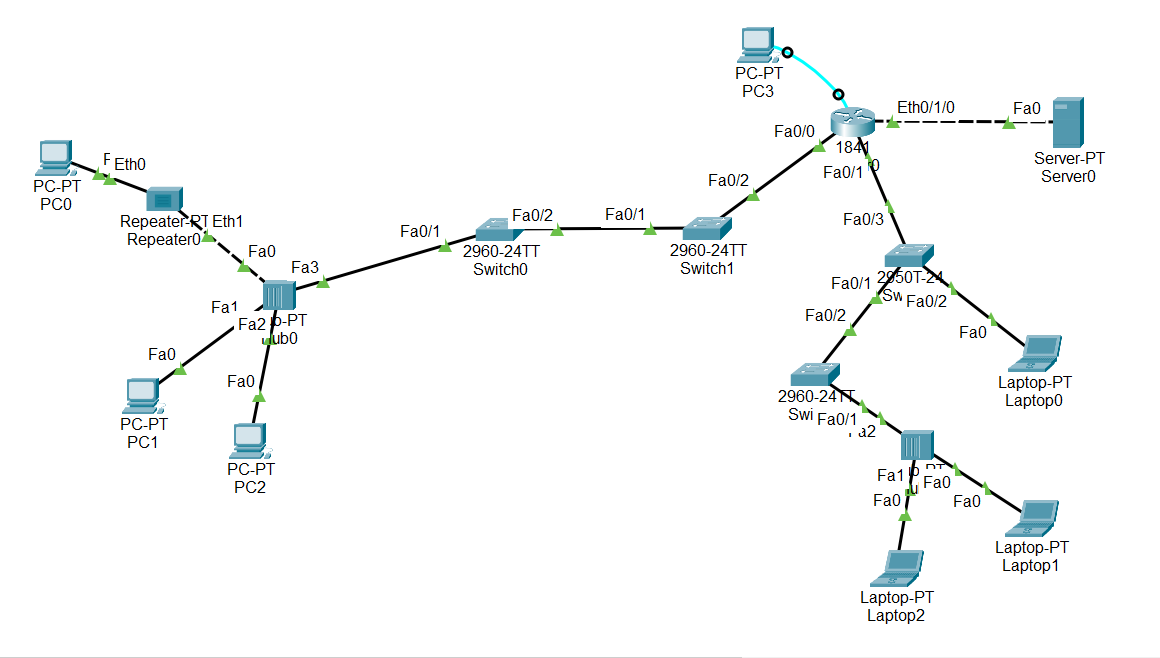 PC-PT
PC3
Eth0/1/0
Fa0
Server-PT
Server0
Fa0/0
1841
Fa0/1
Fa0/2
Fa0/3
Eth0
PC-PT
PC0
Repeater-PT
Repeater0
Eth1
Fa0
Fa3
Fa0/1
Fa0/2
2960-24TT
Switch0
Fa0/1
2960-24TT
Switch1
2950T-24
Fa0/1
Fa0/2
Fa0/2
Fa0
Laptop-PT
Laptop0
Fa1
Fa2
Fa0
PC-PT
PC1
Fa0
PC-PT
PC2
2960-24TT
Fa0/1
Fa1
Fa0
Fa0
Fa0
Laptop-PT
Laptop1
Laptop-PT
Laptop2